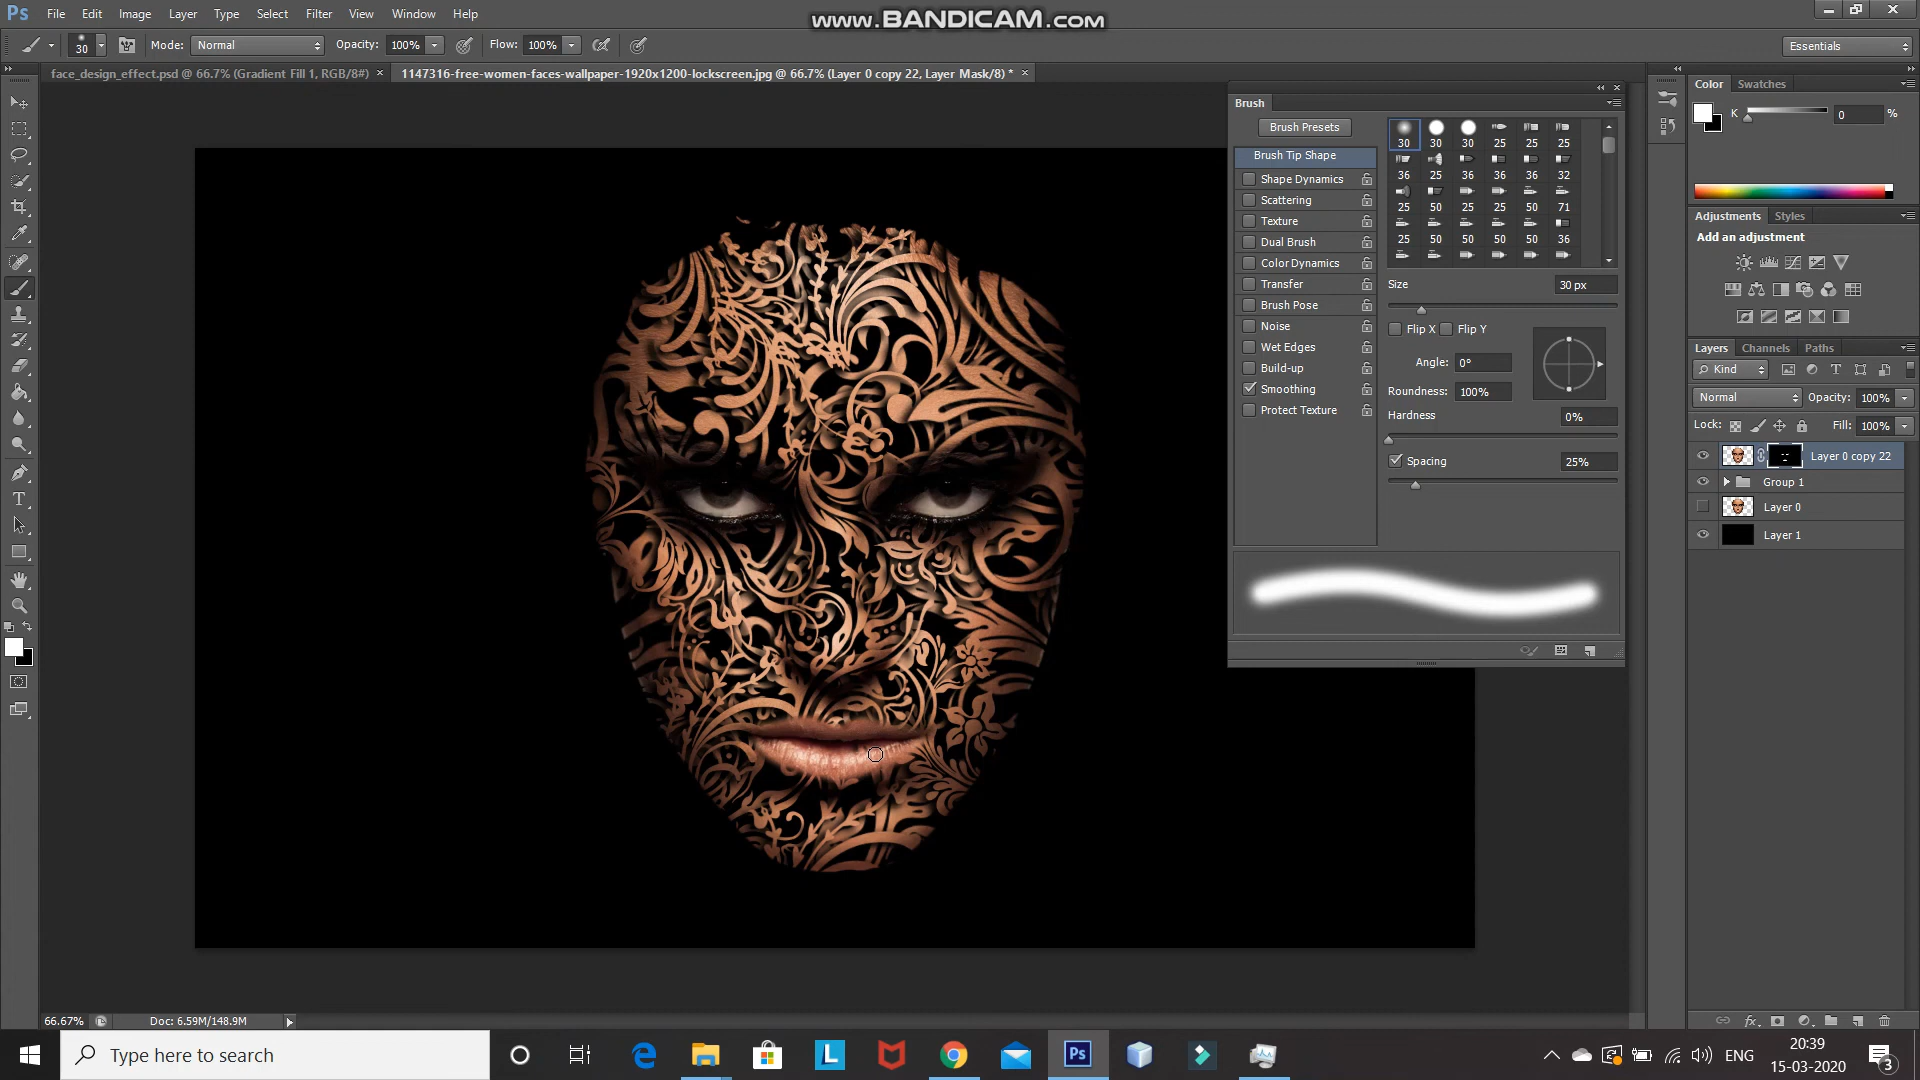 Ps File Edit Image Layer Type Select Filter View Window Help
www.BANDICAM.com
30 Mode: Normal Opacity: 100% Flow: 100% Essentials
face_design_effect.psd @ 66.7% (Gradient Fill 1, RGB/8#) × 1147316-free-women-faces-wallpaper-1920x1200-lockscreen.jpg @ 66.7% (Layer 0 copy 22, Layer Mask/8) * ×
Brush
Brush Presets
Brush Tip Shape
Shape Dynamics
Scattering
Texture
Dual Brush
Color Dynamics
Transfer
Brush Pose
Noise
Wet Edges
Build-up
Smoothing
Protect Texture
30 30 30 25 25 25
36 25 36 36 36 32
25 50 25 25 50 71
25 50 50 50 50 36
Size 30 px
Flip X Flip Y
Angle: 0°
Roundness: 100%
Hardness 0%
Spacing 25%
Color Swatches
K 0 %
Adjustments Styles
Add an adjustment
Layers Channels Paths
Kind
Normal Opacity: 100%
Lock: Fill: 100%
Layer 0 copy 22
Group 1
Layer 0
Layer 1
T
66.67% Doc: 6.59M/148.9M
Type here to search
L
Ps
ENG
20:39
15-03-2020
3